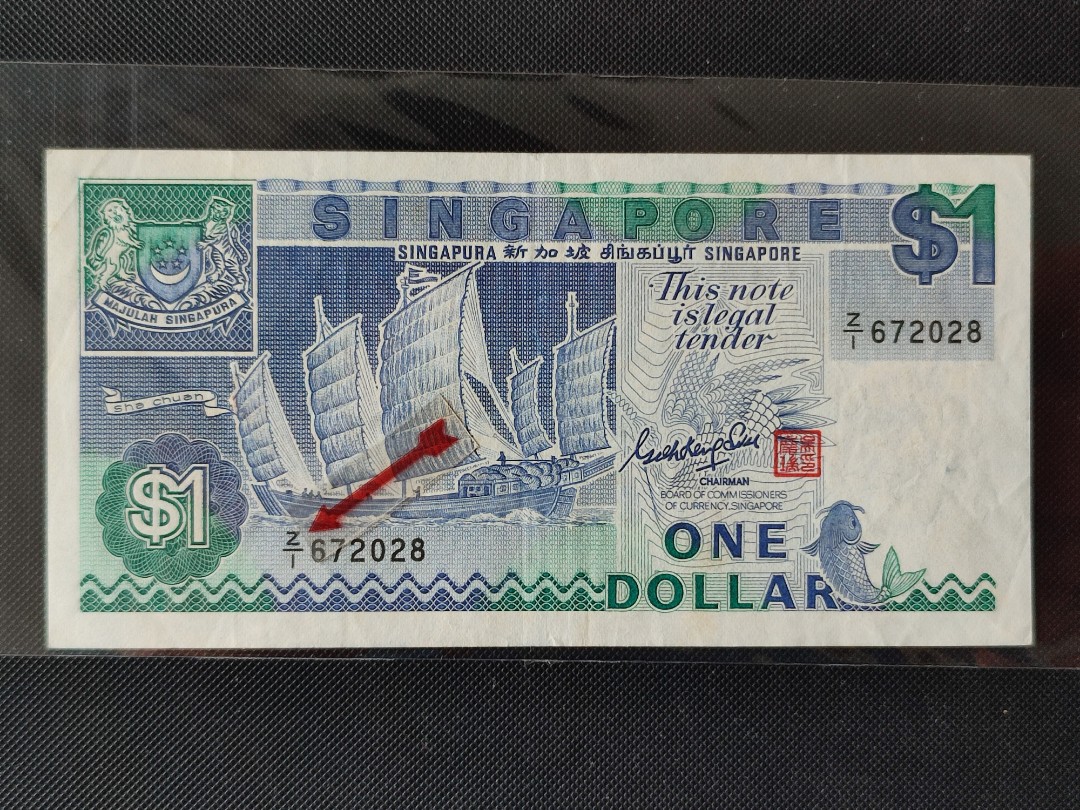 SINGAPORE
$1
SINGAPURA 新加坡 சிங்கப்பூர் SINGAPORE
MAJULAH SINGAPURA
This note
is legal
tender
Z/1 672028
sha chuan
$1
CHAIRMAN
BOARD OF COMMISSIONERS
OF CURRENCY, SINGAPORE
Z/1 672028
ONE
DOLLAR